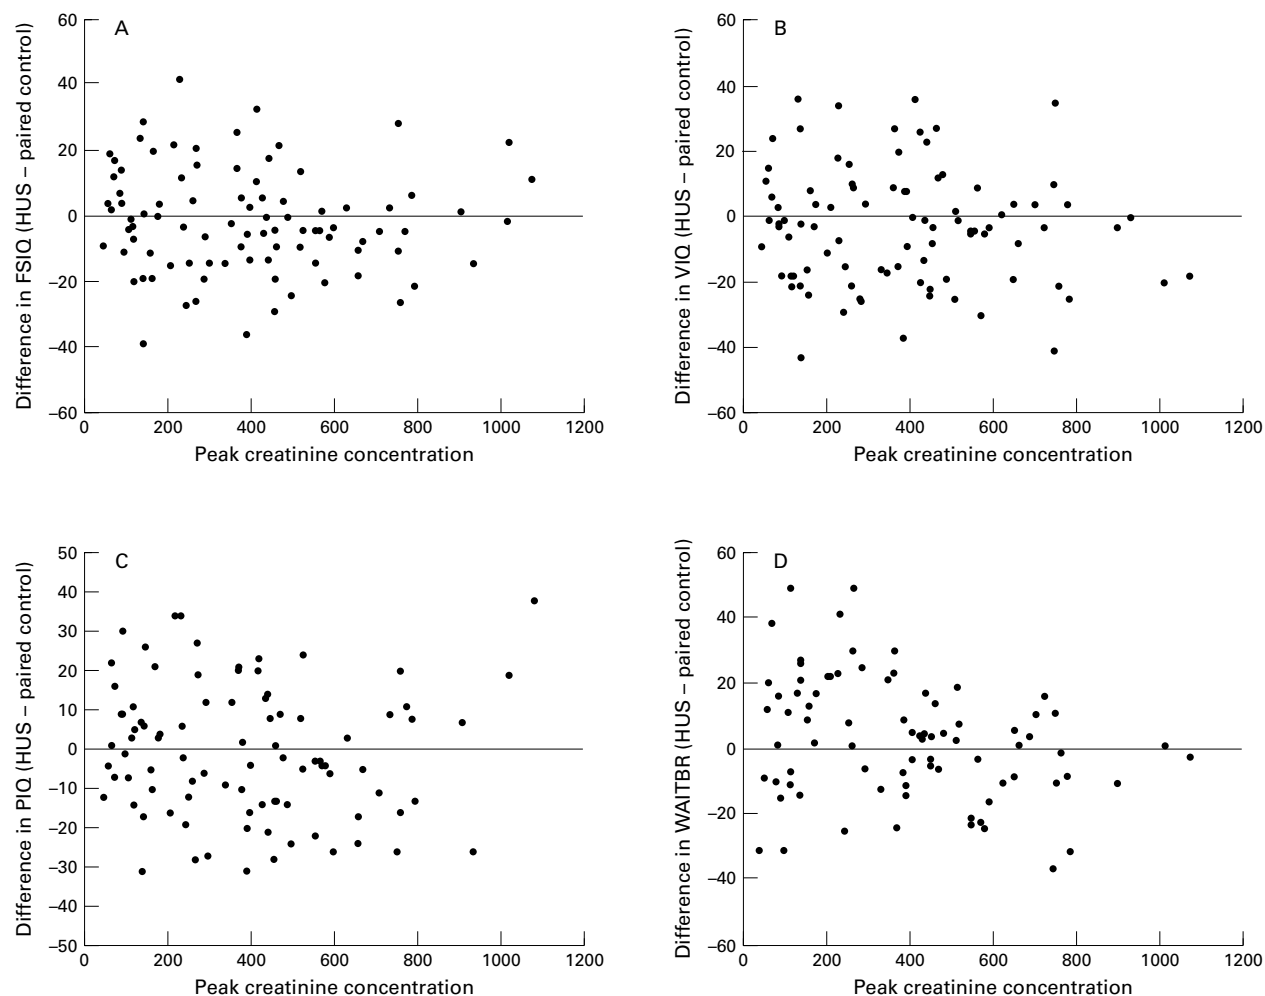 A
Difference in FSIQ (HUS – paired control)
60
40
20
0
–20
–40
–60
0 200 400 600 800 1000 1200
Peak creatinine concentration
B
Difference in VIQ (HUS – paired control)
60
40
20
0
–20
–40
–60
0 200 400 600 800 1000 1200
Peak creatinine concentration
C
Difference in PIQ (HUS – paired control)
50
40
30
20
10
0
–10
–20
–30
–40
–50
0 200 400 600 800 1000 1200
Peak creatinine concentration
D
Difference in WAITBR (HUS – paired control)
60
40
20
0
–20
–40
–60
0 200 400 600 800 1000 1200
Peak creatinine concentration